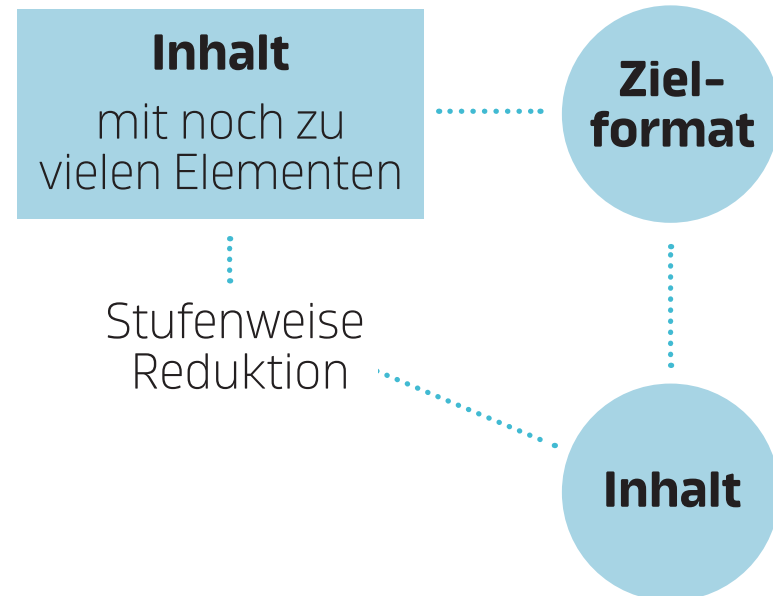 Inhalt
mit noch zu
vielen Elementen
Ziel-
format
Stufenweise
Reduktion
Inhalt